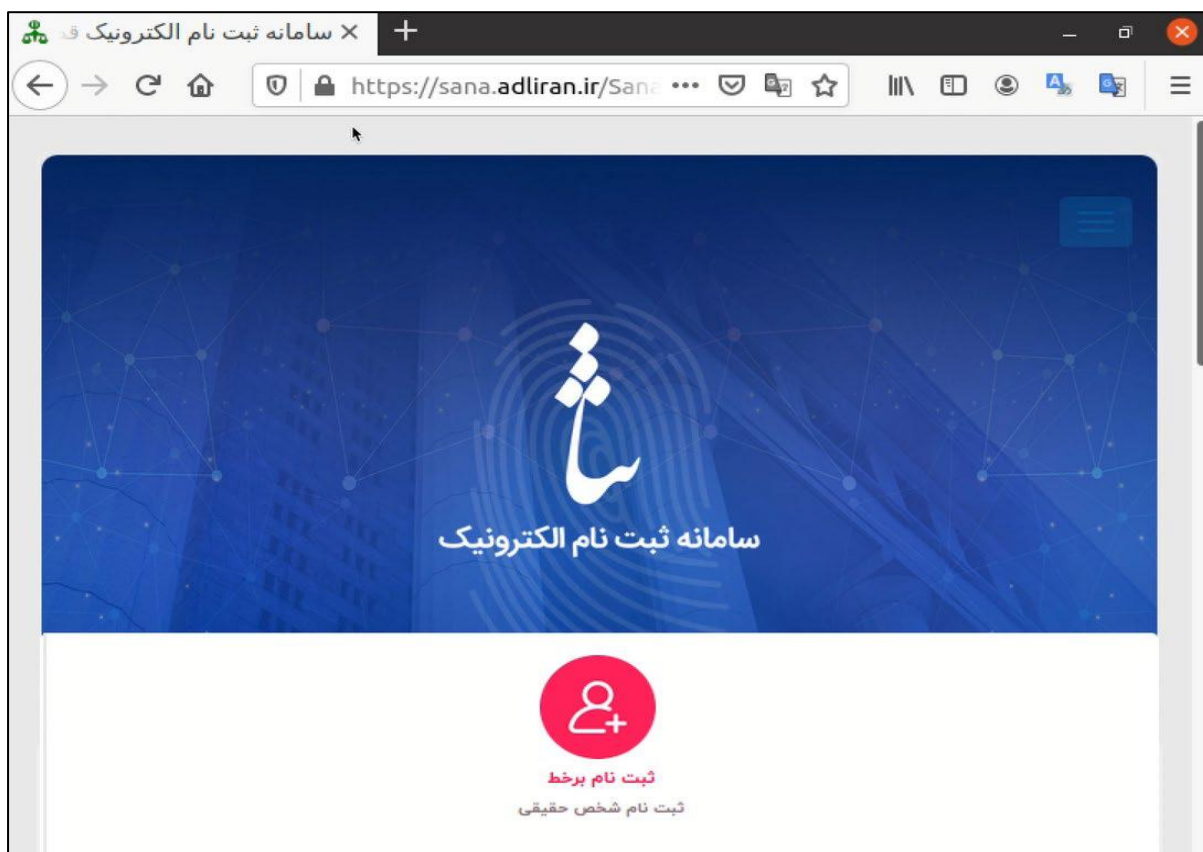 سامانه ثبت نام الکترونیک
https://sana.adliran.ir/Sana
ثنا
سامانه ثبت نام الکترونیک
ثبت نام برخط
ثبت نام شخص حقیقی